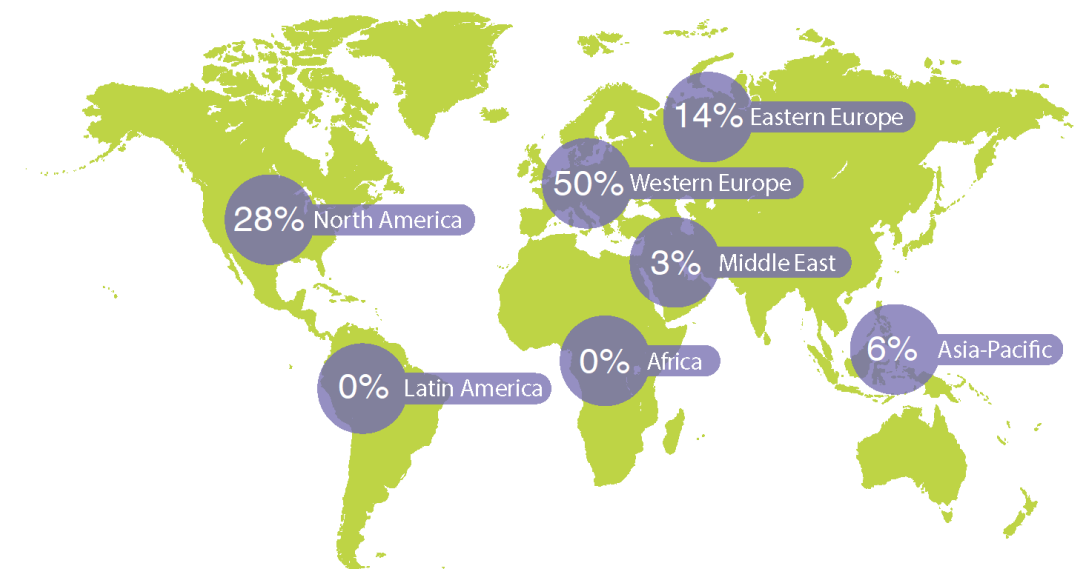 14% Eastern Europe
50% Western Europe
28% North America
3% Middle East
6% Asia-Pacific
0% Africa
0% Latin America